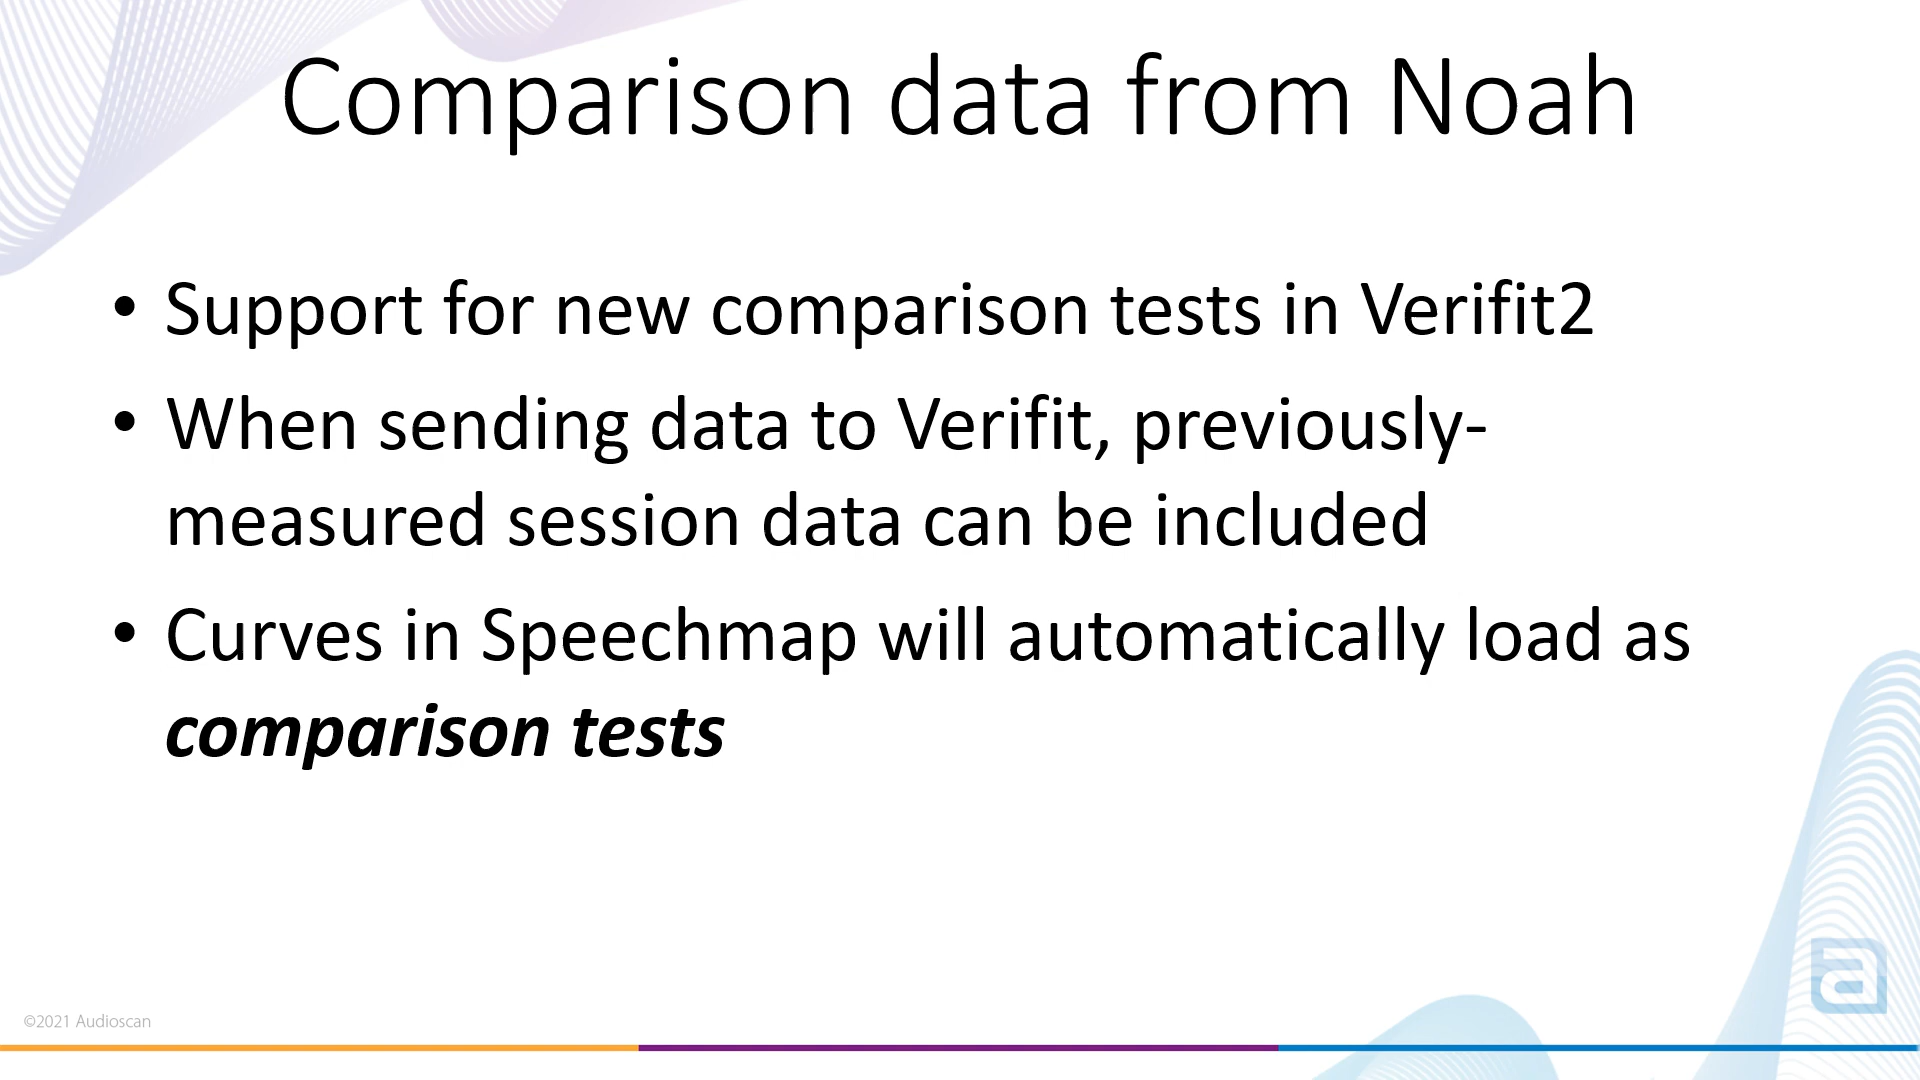 Comparison data from Noah
• Support for new comparison tests in Verifit2
• When sending data to Verifit, previously-
measured session data can be included
• Curves in Speechmap will automatically load as
comparison tests
a
©2021 Audioscan